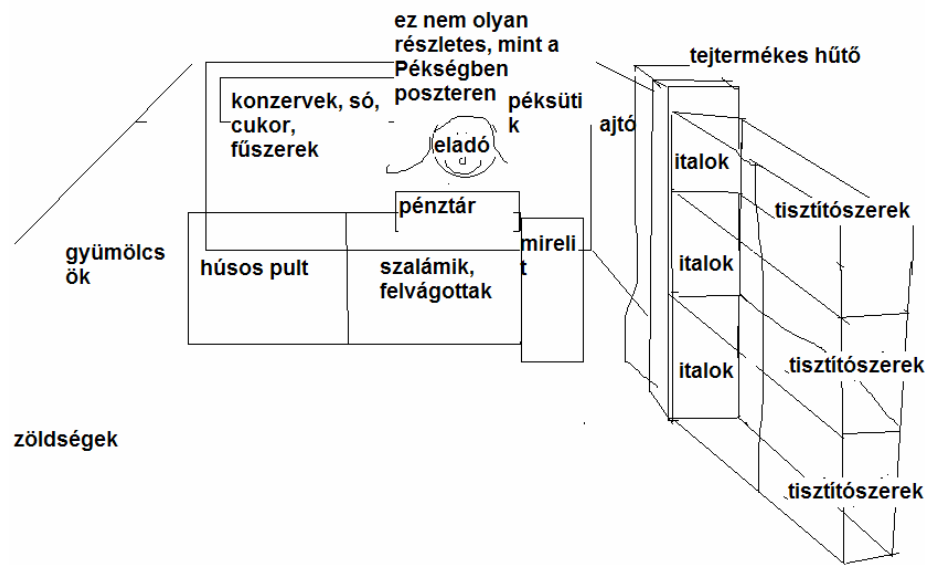 ez nem olyan
részletes, mint a
Pékségben
poszteren
tejtermékes hűtő
konzervek, só,
cukor,
fűszerek
péksüti
k
ajtó
eladó
italok
pénztár
tisztítószerek
gyümölcs
ök
húsos pult
szalámik,
felvágottak
mireli
t
italok
italok
tisztítószerek
zöldségek
tisztítószerek